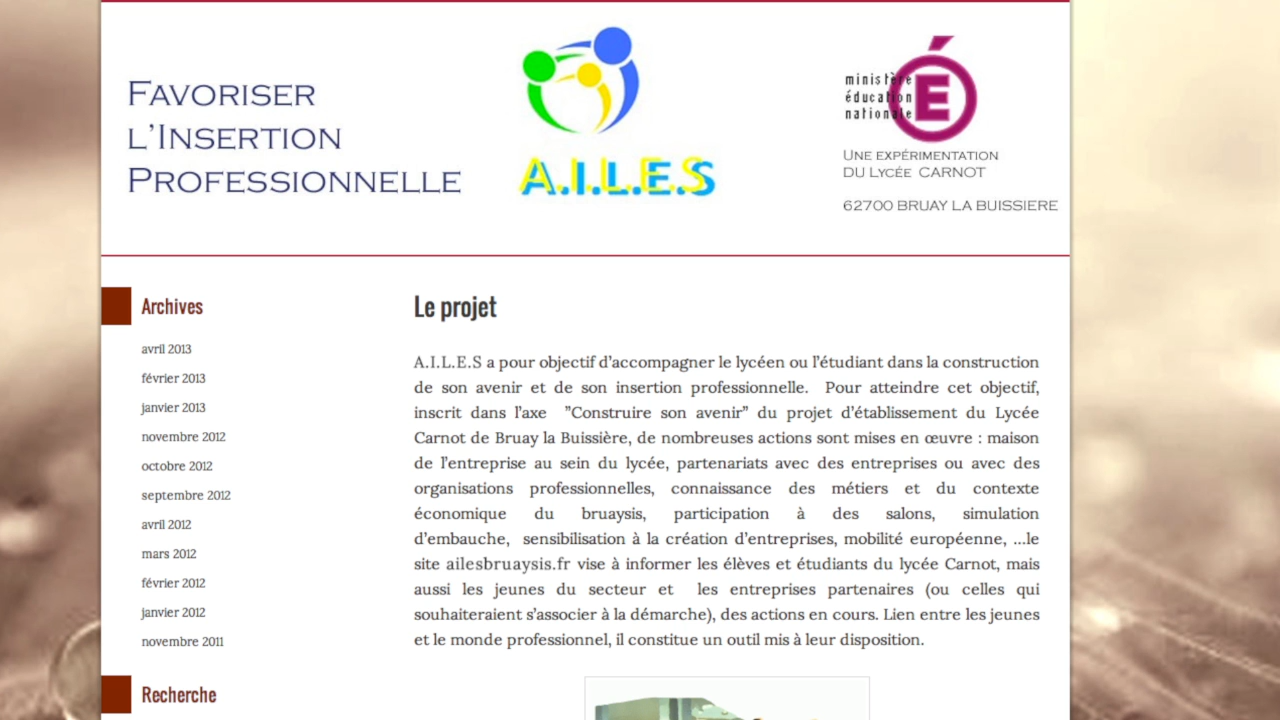 FAVORISER
L'INSERTION
PROFESSIONNELLE
A.I.L.E.S
ministère
éducation
nationale
É
UNE EXPÉRIMENTATION
DU LYCÉE CARNOT
62700 BRUAY LA BUISSIERE
Archives
avril 2013
février 2013
janvier 2013
novembre 2012
octobre 2012
septembre 2012
avril 2012
mars 2012
février 2012
janvier 2012
novembre 2011
Recherche
Le projet
A.I.L.E.S a pour objectif d'accompagner le lycéen ou l'étudiant dans la construction
de son avenir et de son insertion professionnelle. Pour atteindre cet objectif,
inscrit dans l'axe ”Construire son avenir” du projet d'établissement du Lycée
Carnot de Bruay la Buissière, de nombreuses actions sont mises en œuvre : maison
de l'entreprise au sein du lycée, partenariats avec des entreprises ou avec des
organisations professionnelles, connaissance des métiers et du contexte
économique du bruaysis, participation à des salons, simulation
d'embauche, sensibilisation à la création d'entreprises, mobilité européenne, …le
site ailesbruaysis.fr vise à informer les élèves et étudiants du lycée Carnot, mais
aussi les jeunes du secteur et les entreprises partenaires (ou celles qui
souhaiteraient s'associer à la démarche), des actions en cours. Lien entre les jeunes
et le monde professionnel, il constitue un outil mis à leur disposition.